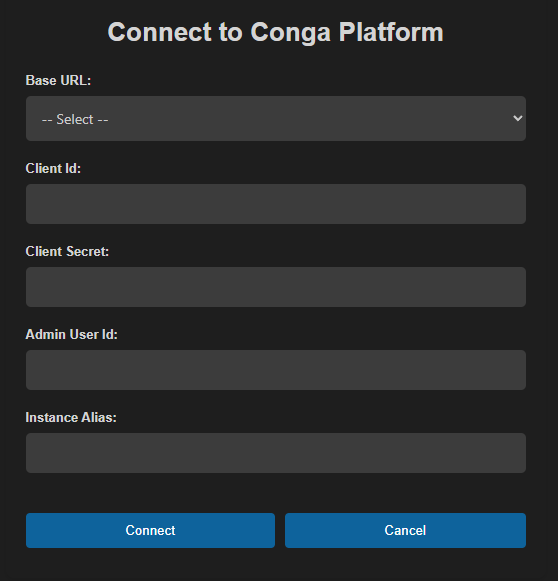 Connect to Conga Platform
Base URL:
-- Select --
Client Id:
Client Secret:
Admin User Id:
Instance Alias:
Connect
Cancel